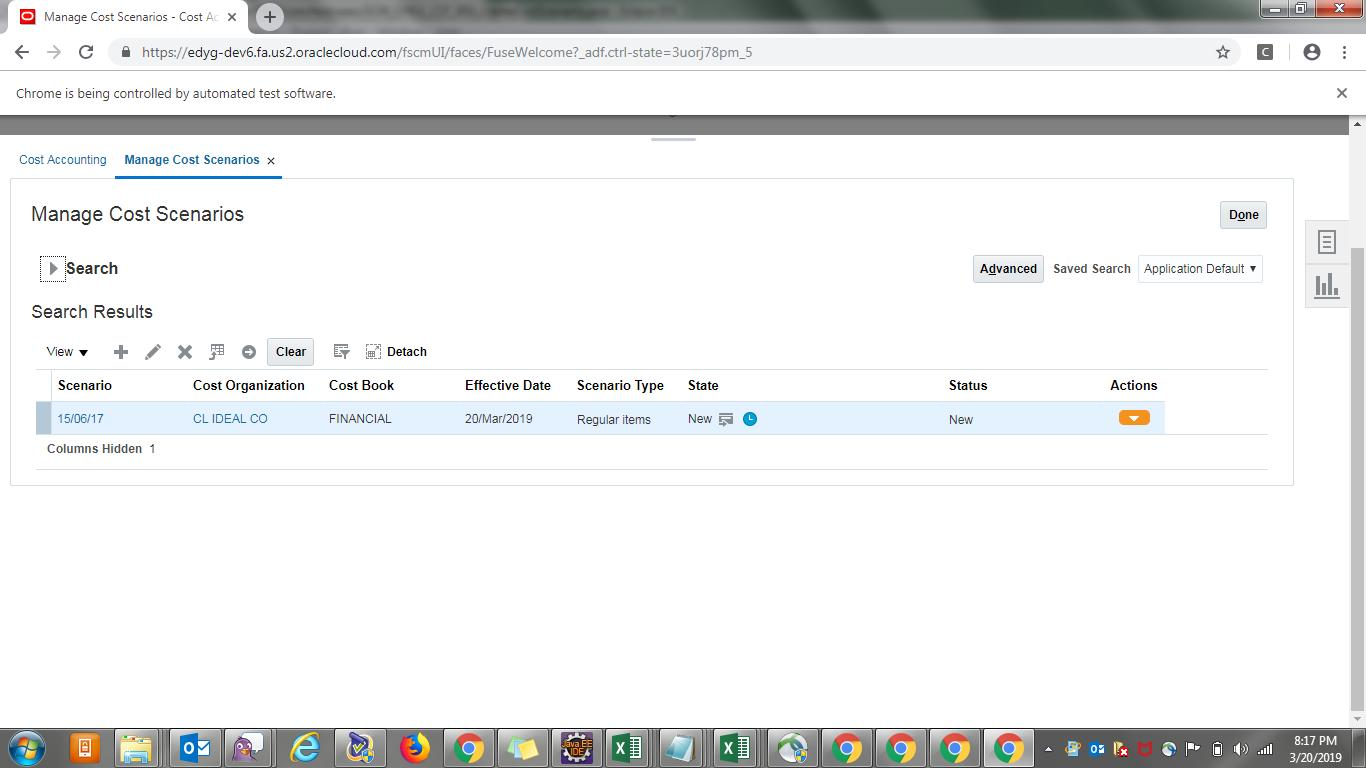 Manage Cost Scenarios - Cost Ac
https://edyg-dev6.fa.us2.oraclecloud.com/fscmUI/faces/FuseWelcome?_adf.ctrl-state=3uorj78pm_5
C
Chrome is being controlled by automated test software.
Cost Accounting Manage Cost Scenarios
Manage Cost Scenarios Done
Search Advanced Saved Search Application Default
Search Results
View Clear Detach
Scenario Cost Organization Cost Book Effective Date Scenario Type State Status Actions
15/06/17 CL IDEAL CO FINANCIAL 20/Mar/2019 Regular items New New
Columns Hidden 1
Java EE
IDE
8:17 PM
3/20/2019